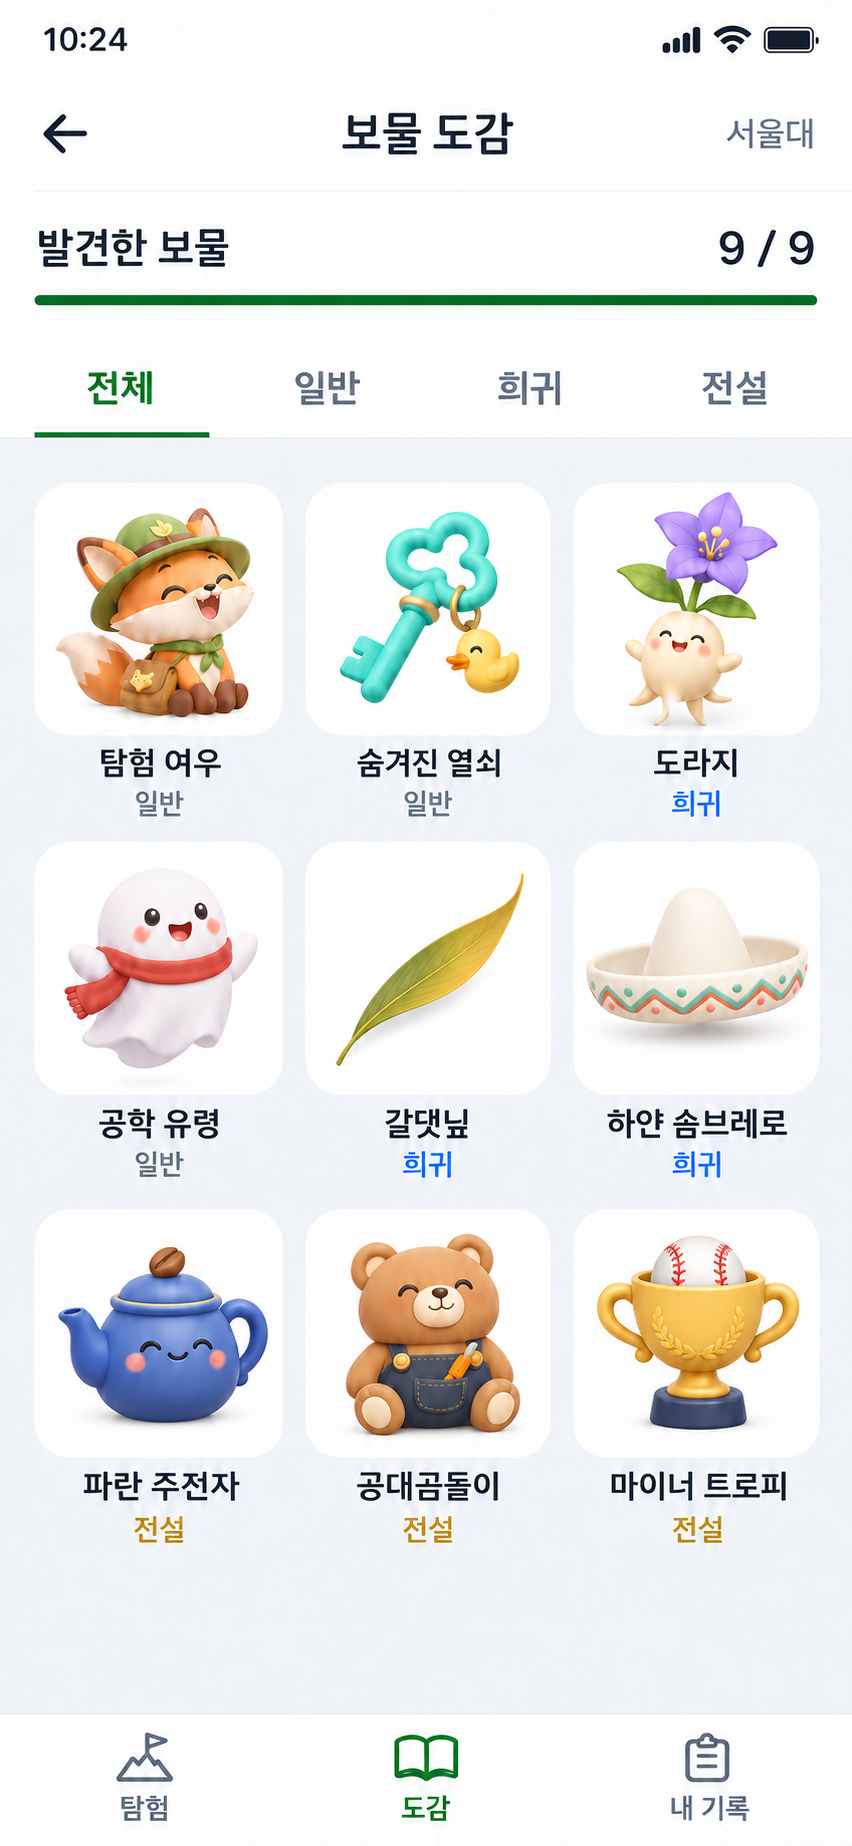 10:24
보물 도감
서울대
발견한 보물
9 / 9
전체
일반
희귀
전설
탐험 여우
일반
숨겨진 열쇠
일반
도라지
희귀
공학 유령
일반
갈댓닢
희귀
하얀 솜브레로
희귀
파란 주전자
전설
공대곰돌이
전설
마이너 트로피
전설
탐험
도감
내 기록